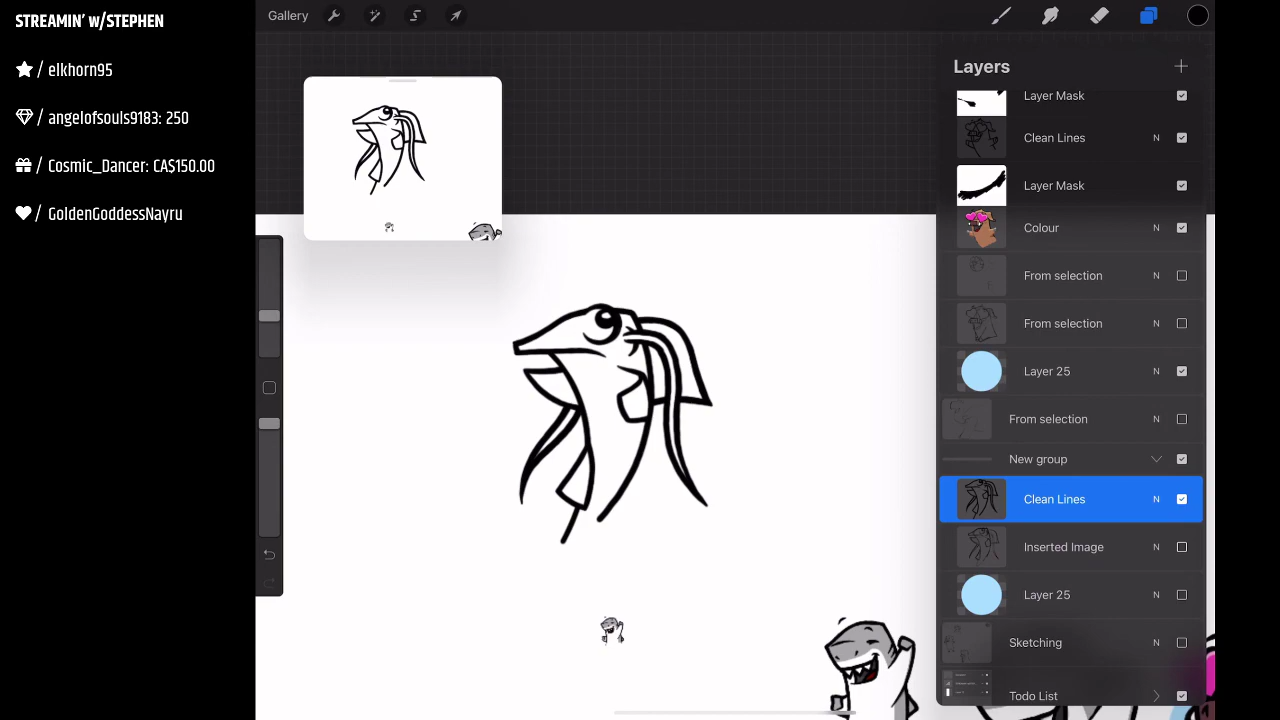 STREAMIN' w/STEPHEN
/ elkhorn95
/ angelofsouls9183: 250
/ Cosmic_Dancer: CA$150.00
/ GoldenGoddessNayru
Gallery
Layers
Layer Mask
Clean Lines N
Layer Mask
Colour N
From selection N
From selection N
Layer 25 N
From selection N
New group
Clean Lines N
Inserted Image N
Layer 25 N
Sketching N
Todo List